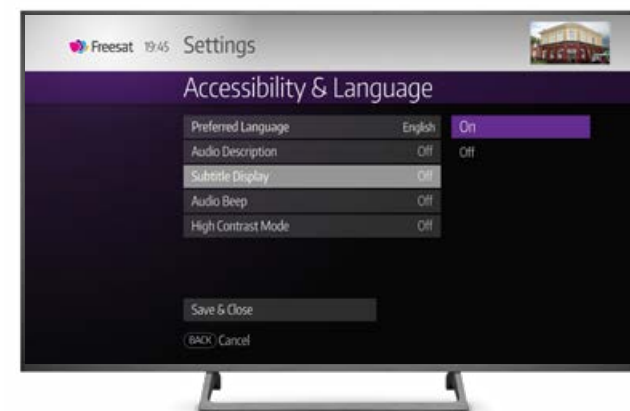 Freesat 19:45 Settings
Accessibility & Language
Preferred Language English On
Audio Description Off Off
Subtitle Display Off
Audio Beep Off
High Contrast Mode Off
Save & Close
BACK Cancel